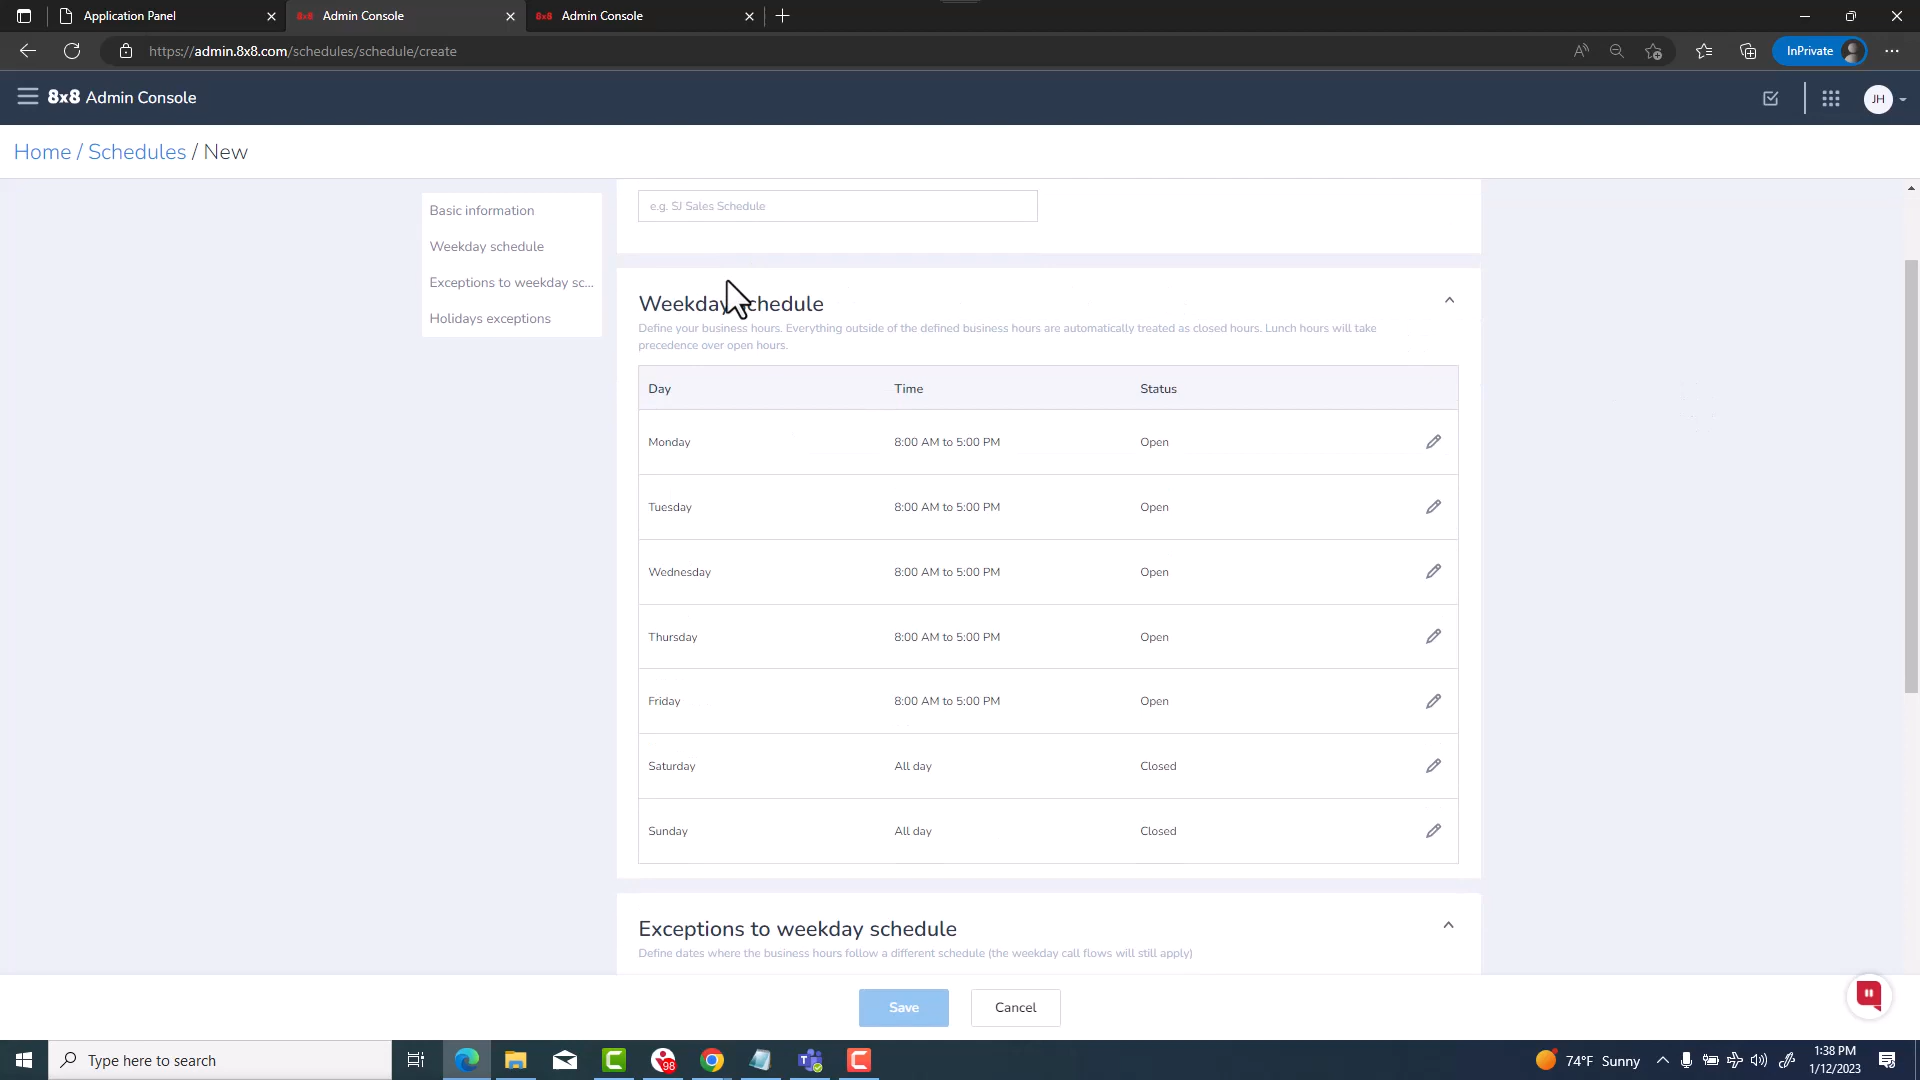 Application Panel
Admin Console
Admin Console
https://admin.8x8.com/schedules/schedule/create
InPrivate
8x8 Admin Console
JH
Home / Schedules / New
Basic information
Weekday schedule
Exceptions to weekday sc...
Holidays exceptions
e.g. SJ Sales Schedule
Weekday schedule
Define your business hours. Everything outside of the defined business hours are automatically treated as closed hours. Lunch hours will take
precedence over open hours.
Day Time Status
Monday 8:00 AM to 5:00 PM Open
Tuesday 8:00 AM to 5:00 PM Open
Wednesday 8:00 AM to 5:00 PM Open
Thursday 8:00 AM to 5:00 PM Open
Friday 8:00 AM to 5:00 PM Open
Saturday All day Closed
Sunday All day Closed
Exceptions to weekday schedule
Define dates where the business hours follow a different schedule (the weekday call flows will still apply)
Save Cancel
Type here to search
98
74°F Sunny
1:38 PM
1/12/2023